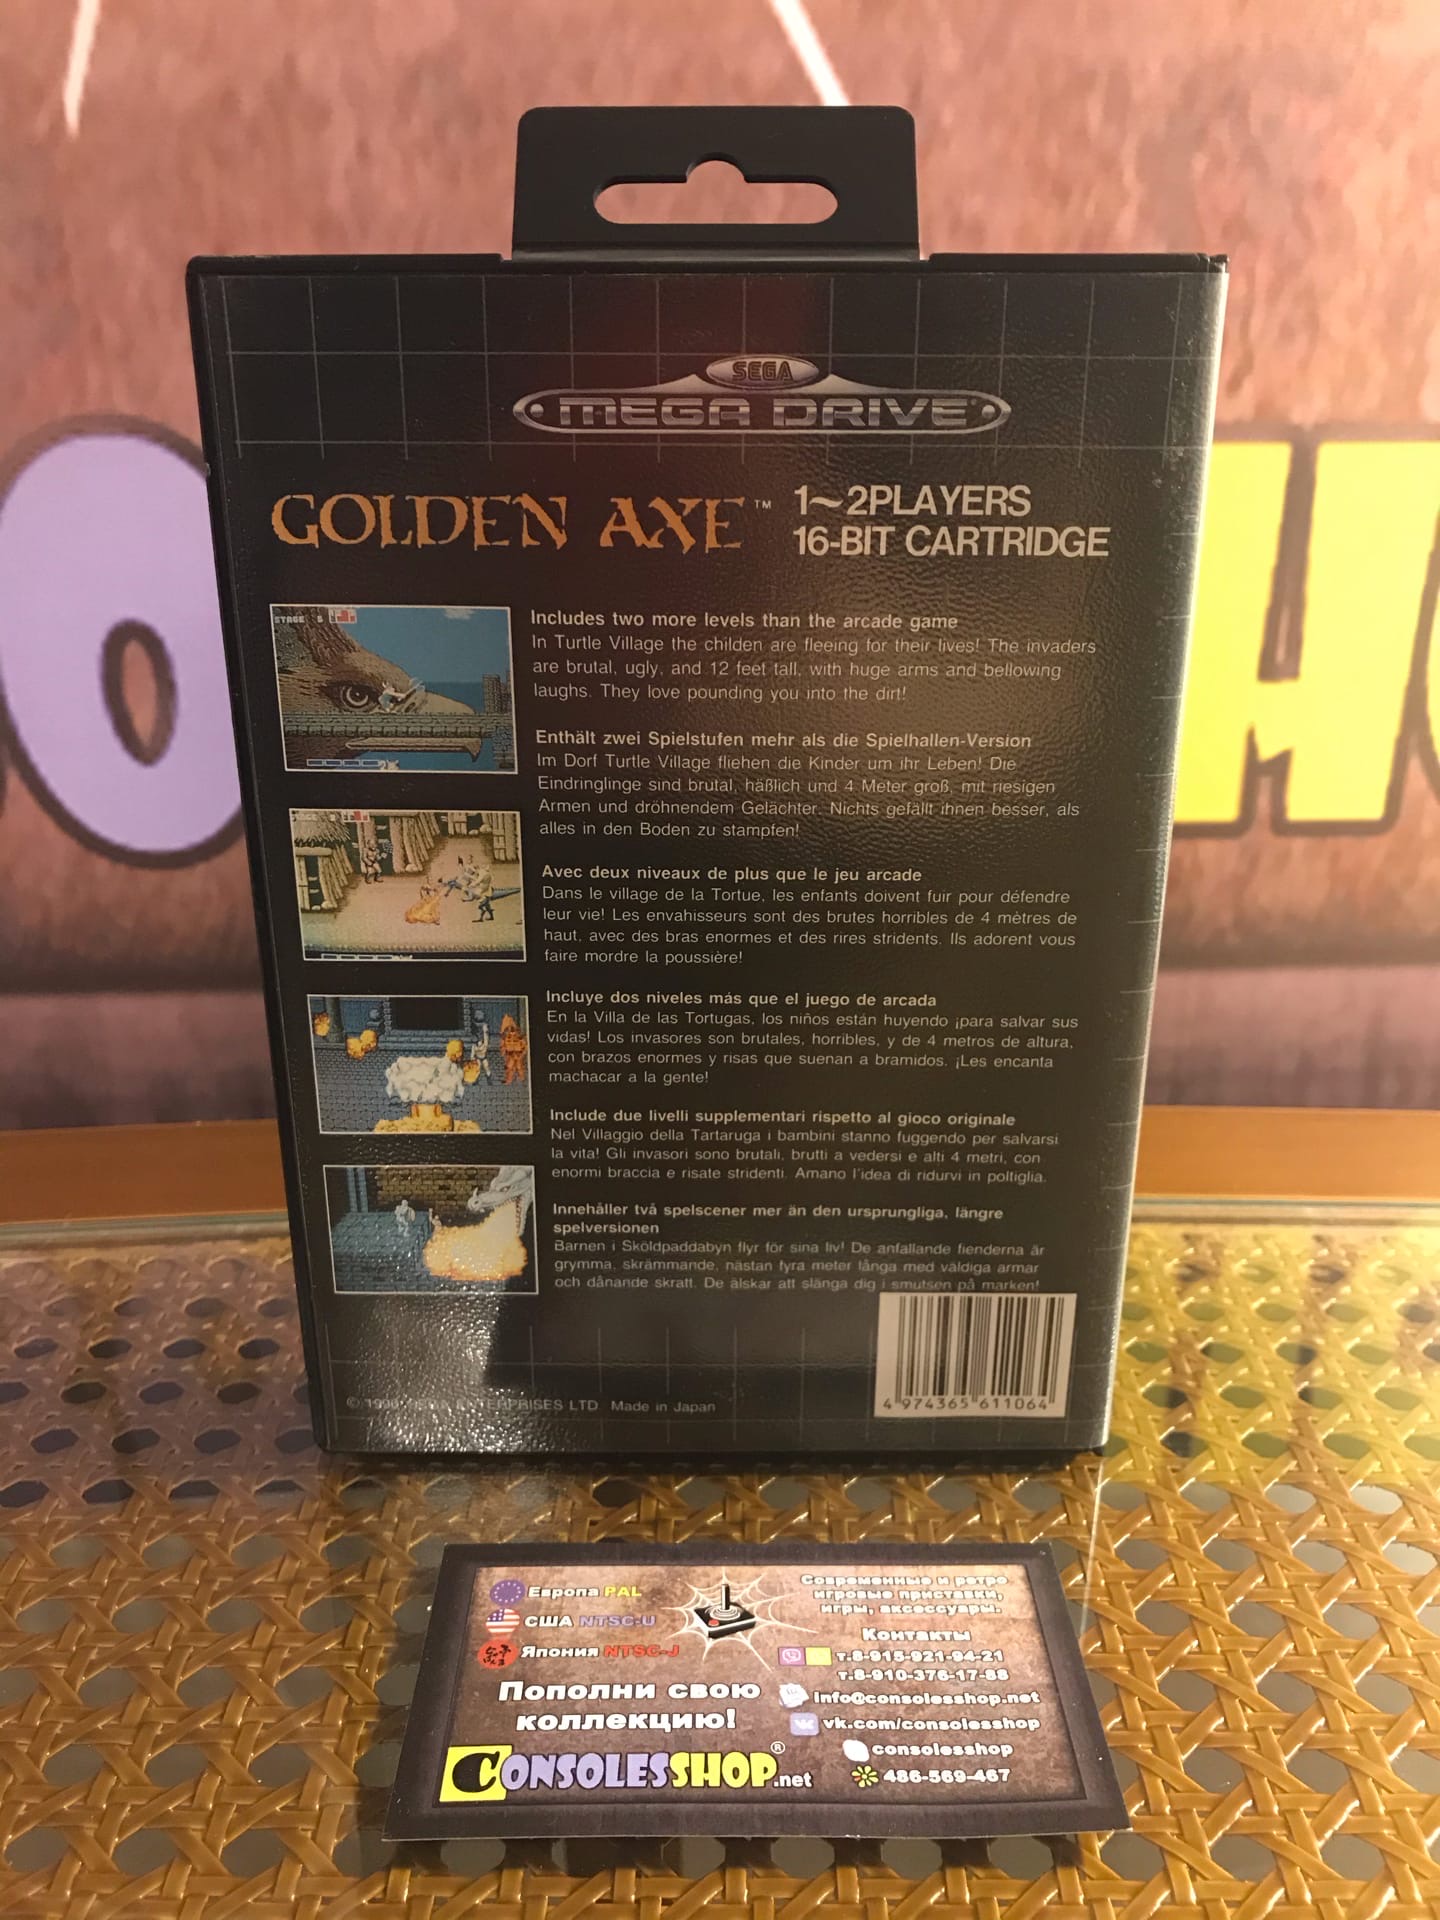 SEGA
MEGA DRIVE
GOLDEN AXE™
1~2PLAYERS
16-BIT CARTRIDGE
STAGE 5
Includes two more levels than the arcade game
In Turtle Village the childen are fleeing for their lives! The invaders
are brutal, ugly, and 12 feet tall, with huge arms and bellowing
laughs. They love pounding you into the dirt!
Enthält zwei Spielstufen mehr als die Spielhallen-Version
Im Dorf Turtle Village fliehen die Kinder um ihr Leben! Die
Eindringlinge sind brutal, häßlich und 4 Meter groß, mit riesigen
Armen und dröhnendem Gelächter. Nichts gefällt ihnen besser, als
alles in den Boden zu stampfen!
Avec deux niveaux de plus que le jeu arcade
Dans le village de la Tortue, les enfants doivent fuir pour défendre
leur vie! Les envahisseurs sont des brutes horribles de 4 mètres de
haut, avec des bras enormes et des rires stridents. Ils adorent vous
faire mordre la poussière!
Incluye dos niveles más que el juego de arcada
En la Villa de las Tortugas, los niños están huyendo ¡para salvar sus
vidas! Los invasores son brutales, horribles, y de 4 metros de altura,
con brazos enormes y risas que suenan a bramidos. ¡Les encanta
machacar a la gente!
Include due livelli supplementari rispetto al gioco originale
Nel Villaggio della Tartaruga i bambini stanno fuggendo per salvarsi
la vita! Gli invasori sono brutali, brutti a vedersi e alti 4 metri, con
enormi braccia e risate stridenti. Amano l'idea di ridurvi in poltiglia.
Innehåller två spelscener mer än den ursprungliga, längre
spelversionen
Barnen i Sköldpaddabyn flyr för sina liv! De anfallande fienderna är
grymma, skrämmande, nästan fyra meter långa med väldiga armar
och dånande skratt. De älskar att slänga dig i smutsen på marken!
© 1990 SEGA ENTERPRISES LTD. Made in Japan
4 974365 611064
Европа PAL
США NTSC-U
Япония NTSC-J
Пополни свою
коллекцию!
CONSOLESSHOP®.net
Современные и ретро
игровые приставки,
игры, аксессуары.
Контакты
т.8-915-921-94-21
т.8-910-376-17-88
info@consolesshop.net
vk.com/consolesshop
consolesshop
486-569-467